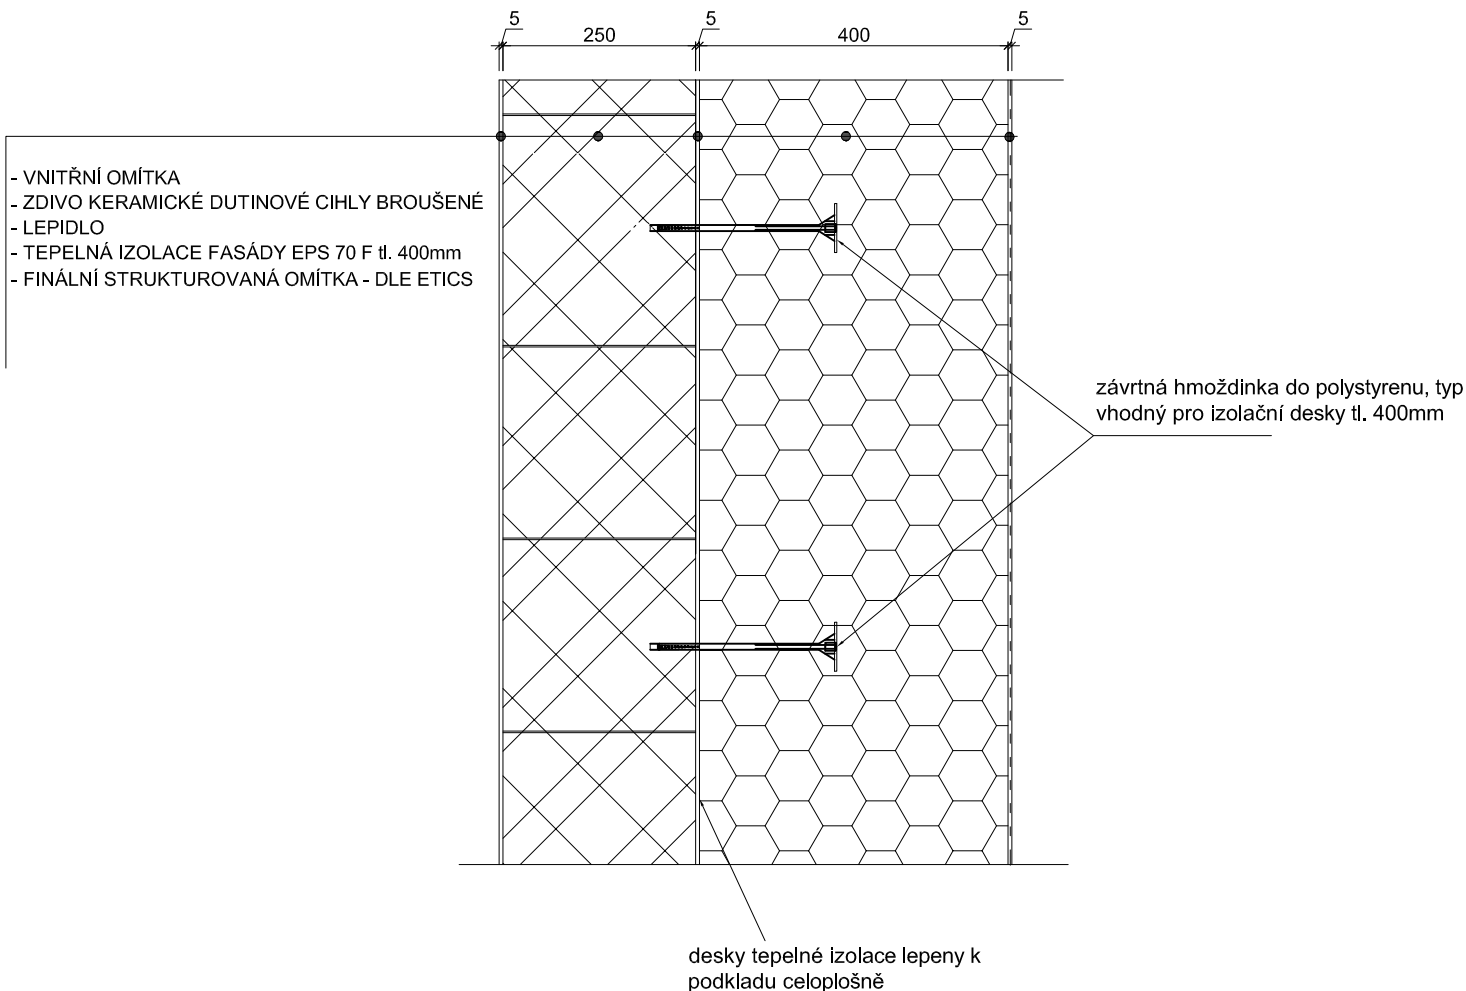 5
5
5
250
400
- VNITŘNÍ OMÍTKA
- ZDIVO KERAMICKÉ DUTINOVÉ CIHLY BROUŠENÉ
- LEPIDLO
- TEPELNÁ IZOLACE FASÁDY EPS 70 F tl. 400mm
- FINÁLNÍ STRUKTUROVANÁ OMÍTKA - DLE ETICS
závrtná hmoždinka do polystyrenu, typ
vhodný pro izolační desky tl. 400mm
desky tepelné izolace lepeny k
podkladu celoplošně